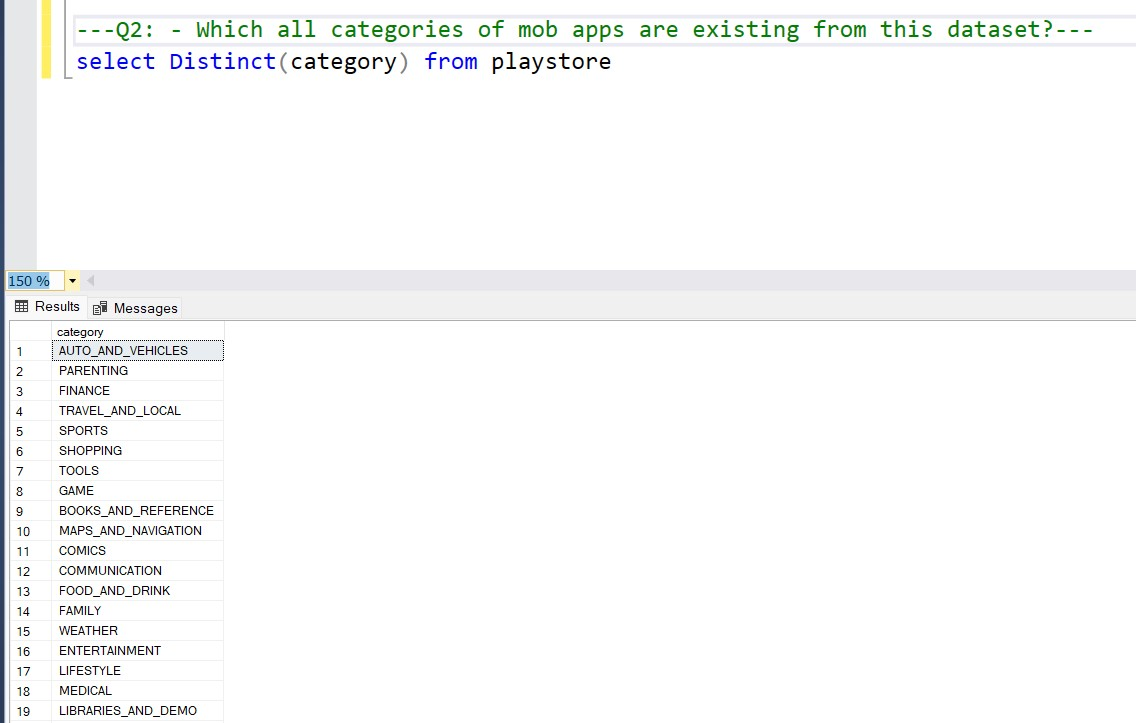 ---Q2: - Which all categories of mob apps are existing from this dataset?---
select Distinct(category) from playstore
150 %
Results Messages
category
1 AUTO_AND_VEHICLES
2 PARENTING
3 FINANCE
4 TRAVEL_AND_LOCAL
5 SPORTS
6 SHOPPING
7 TOOLS
8 GAME
9 BOOKS_AND_REFERENCE
10 MAPS_AND_NAVIGATION
11 COMICS
12 COMMUNICATION
13 FOOD_AND_DRINK
14 FAMILY
15 WEATHER
16 ENTERTAINMENT
17 LIFESTYLE
18 MEDICAL
19 LIBRARIES_AND_DEMO